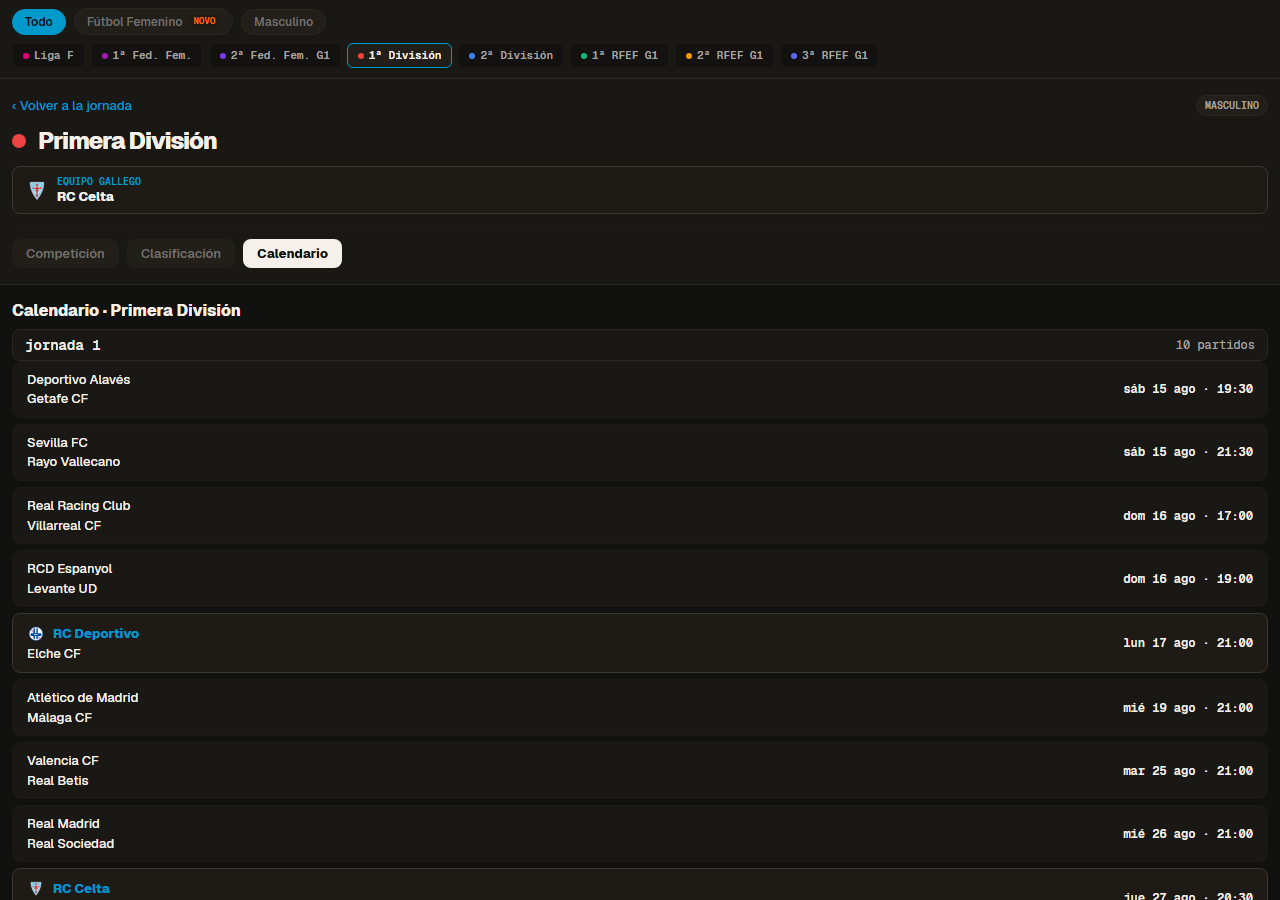 Todo
Fútbol Femenino NOVO
Masculino
Liga F
1ª Fed. Fem.
2ª Fed. Fem. G1
1ª División
2ª División
1ª RFEF G1
2ª RFEF G1
3ª RFEF G1
‹ Volver a la jornada
MASCULINO
Primera División
EQUIPO GALLEGO
RC Celta
Competición
Clasificación
Calendario
Calendario · Primera División
jornada 1
10 partidos
Deportivo Alavés
Getafe CF
sáb 15 ago · 19:30
Sevilla FC
Rayo Vallecano
sáb 15 ago · 21:30
Real Racing Club
Villarreal CF
dom 16 ago · 17:00
RCD Espanyol
Levante UD
dom 16 ago · 19:00
RC Deportivo
Elche CF
lun 17 ago · 21:00
Atlético de Madrid
Málaga CF
mié 19 ago · 21:00
Valencia CF
Real Betis
mar 25 ago · 21:00
Real Madrid
Real Sociedad
mié 26 ago · 21:00
RC Celta
jue 27 ago · 20:30